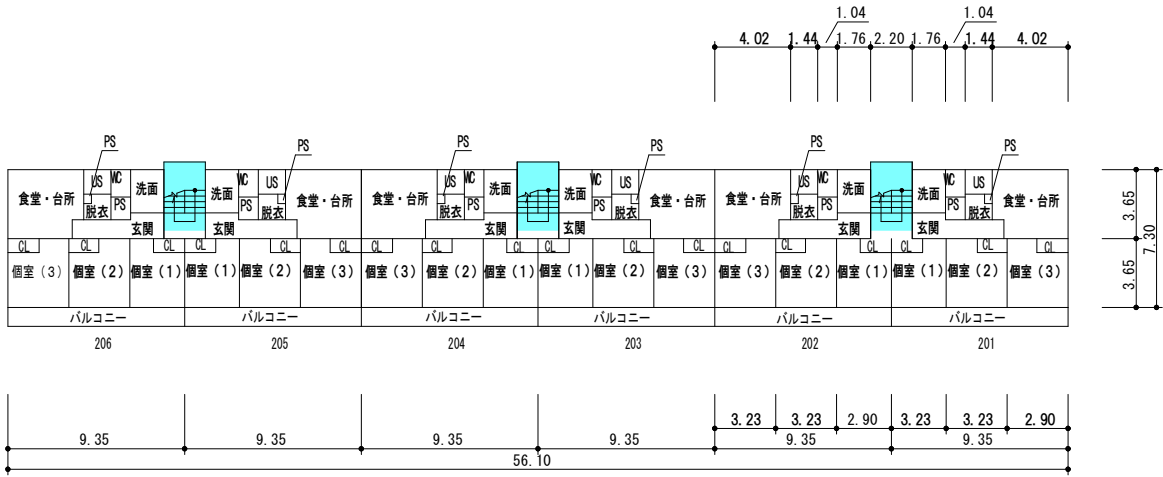 1.04 1.04
4.02 1.44 1.76 2.20 1.76 1.44 4.02
PS PS PS PS PS PS
食堂・台所 US WC 洗面 洗面 WC US 食堂・台所 食堂・台所 US WC 洗面 洗面 WC US 食堂・台所 食堂・台所 US WC 洗面 洗面 WC US 食堂・台所
脱衣 PS PS 脱衣 脱衣 PS PS 脱衣 脱衣 PS PS 脱衣
玄関 玄関 玄関 玄関 玄関 玄関
CL CL CL CL CL CL CL CL CL CL CL CL CL CL CL CL CL CL
個室（3） 個室（2） 個室（1） 個室（1） 個室（2） 個室（3） 個室（3） 個室（2） 個室（1） 個室（1） 個室（2） 個室（3） 個室（3） 個室（2） 個室（1） 個室（1） 個室（2） 個室（3）
バルコニー バルコニー バルコニー バルコニー バルコニー バルコニー
206 205 204 203 202 201
3.65
7.30
3.65
3.23 3.23 2.90 3.23 3.23 2.90
9.35 9.35 9.35 9.35 9.35 9.35
56.10